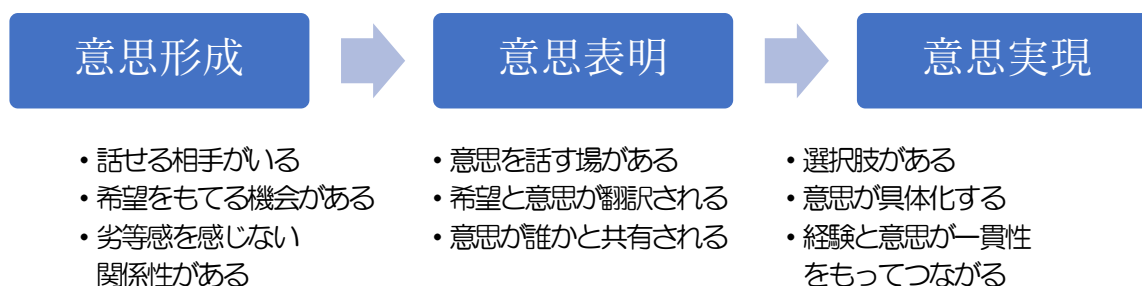 意思形成
意思表明
意思実現
・話せる相手がいる
・希望をもてる機会がある
・劣等感を感じない
関係性がある
・意思を話す場がある
・希望と意思が翻訳される
・意思が誰かと共有される
・選択肢がある
・意思が具体化する
・経験と意思が一貫性
をもってつながる